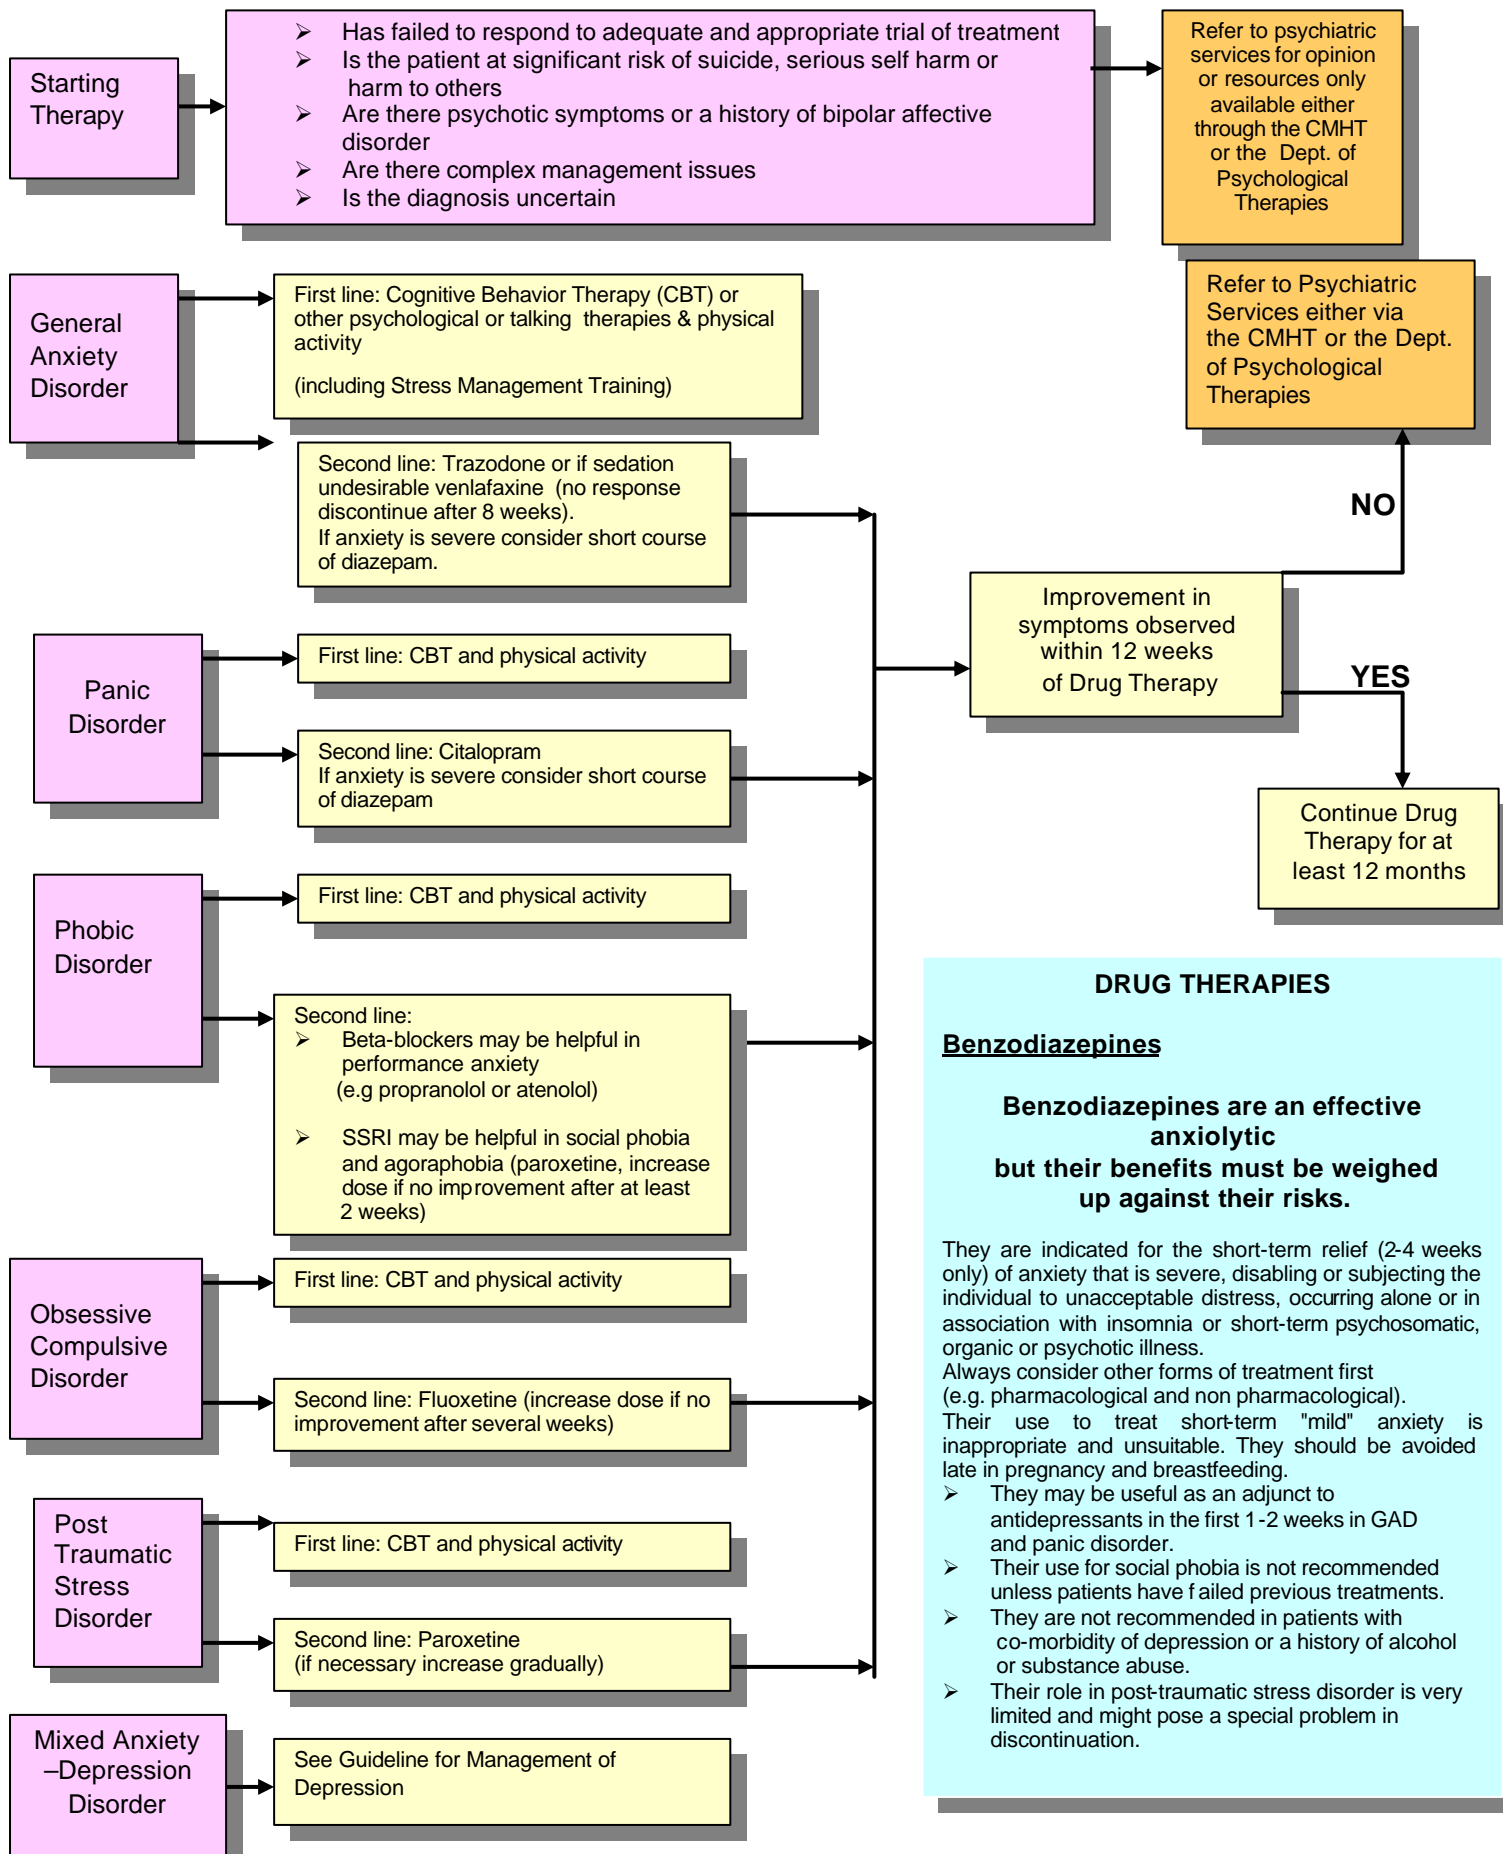 Starting
Therapy
➢ Has failed to respond to adequate and appropriate trial of treatment
➢ Is the patient at significant risk of suicide, serious self harm or
harm to others
➢ Are there psychotic symptoms or a history of bipolar affective
disorder
➢ Are there complex management issues
➢ Is the diagnosis uncertain
Refer to psychiatric
services for opinion
or resources only
available either
through the CMHT
or the Dept. of
Psychological
Therapies
General
Anxiety
Disorder
First line: Cognitive Behavior Therapy (CBT) or
other psychological or talking therapies & physical
activity
(including Stress Management Training)
Refer to Psychiatric
Services either via
the CMHT or the Dept.
of Psychological
Therapies
Second line: Trazodone or if sedation
undesirable venlafaxine (no response
discontinue after 8 weeks).
If anxiety is severe consider short course
of diazepam.
NO
Improvement in
symptoms observed
within 12 weeks
of Drug Therapy
YES
Continue Drug
Therapy for at
least 12 months
Panic
Disorder
First line: CBT and physical activity
Second line: Citalopram
If anxiety is severe consider short course
of diazepam
Phobic
Disorder
First line: CBT and physical activity
Second line:
➢ Beta-blockers may be helpful in
performance anxiety
(e.g propranolol or atenolol)
➢ SSRI may be helpful in social phobia
and agoraphobia (paroxetine, increase
dose if no improvement after at least
2 weeks)
Obsessive
Compulsive
Disorder
First line: CBT and physical activity
Second line: Fluoxetine (increase dose if no
improvement after several weeks)
Post
Traumatic
Stress
Disorder
First line: CBT and physical activity
Second line: Paroxetine
(if necessary increase gradually)
Mixed Anxiety
–Depression
Disorder
See Guideline for Management of
Depression
DRUG THERAPIES
Benzodiazepines
Benzodiazepines are an effective
anxiolytic
but their benefits must be weighed
up against their risks.
They are indicated for the short-term relief (2-4 weeks
only) of anxiety that is severe, disabling or subjecting the
individual to unacceptable distress, occurring alone or in
association with insomnia or short-term psychosomatic,
organic or psychotic illness.
Always consider other forms of treatment first
(e.g. pharmacological and non pharmacological).
Their use to treat short-term "mild" anxiety is
inappropriate and unsuitable. They should be avoided
late in pregnancy and breastfeeding.
➢ They may be useful as an adjunct to
antidepressants in the first 1-2 weeks in GAD
and panic disorder.
➢ Their use for social phobia is not recommended
unless patients have failed previous treatments.
➢ They are not recommended in patients with
co-morbidity of depression or a history of alcohol
or substance abuse.
➢ Their role in post-traumatic stress disorder is very
limited and might pose a special problem in
discontinuation.